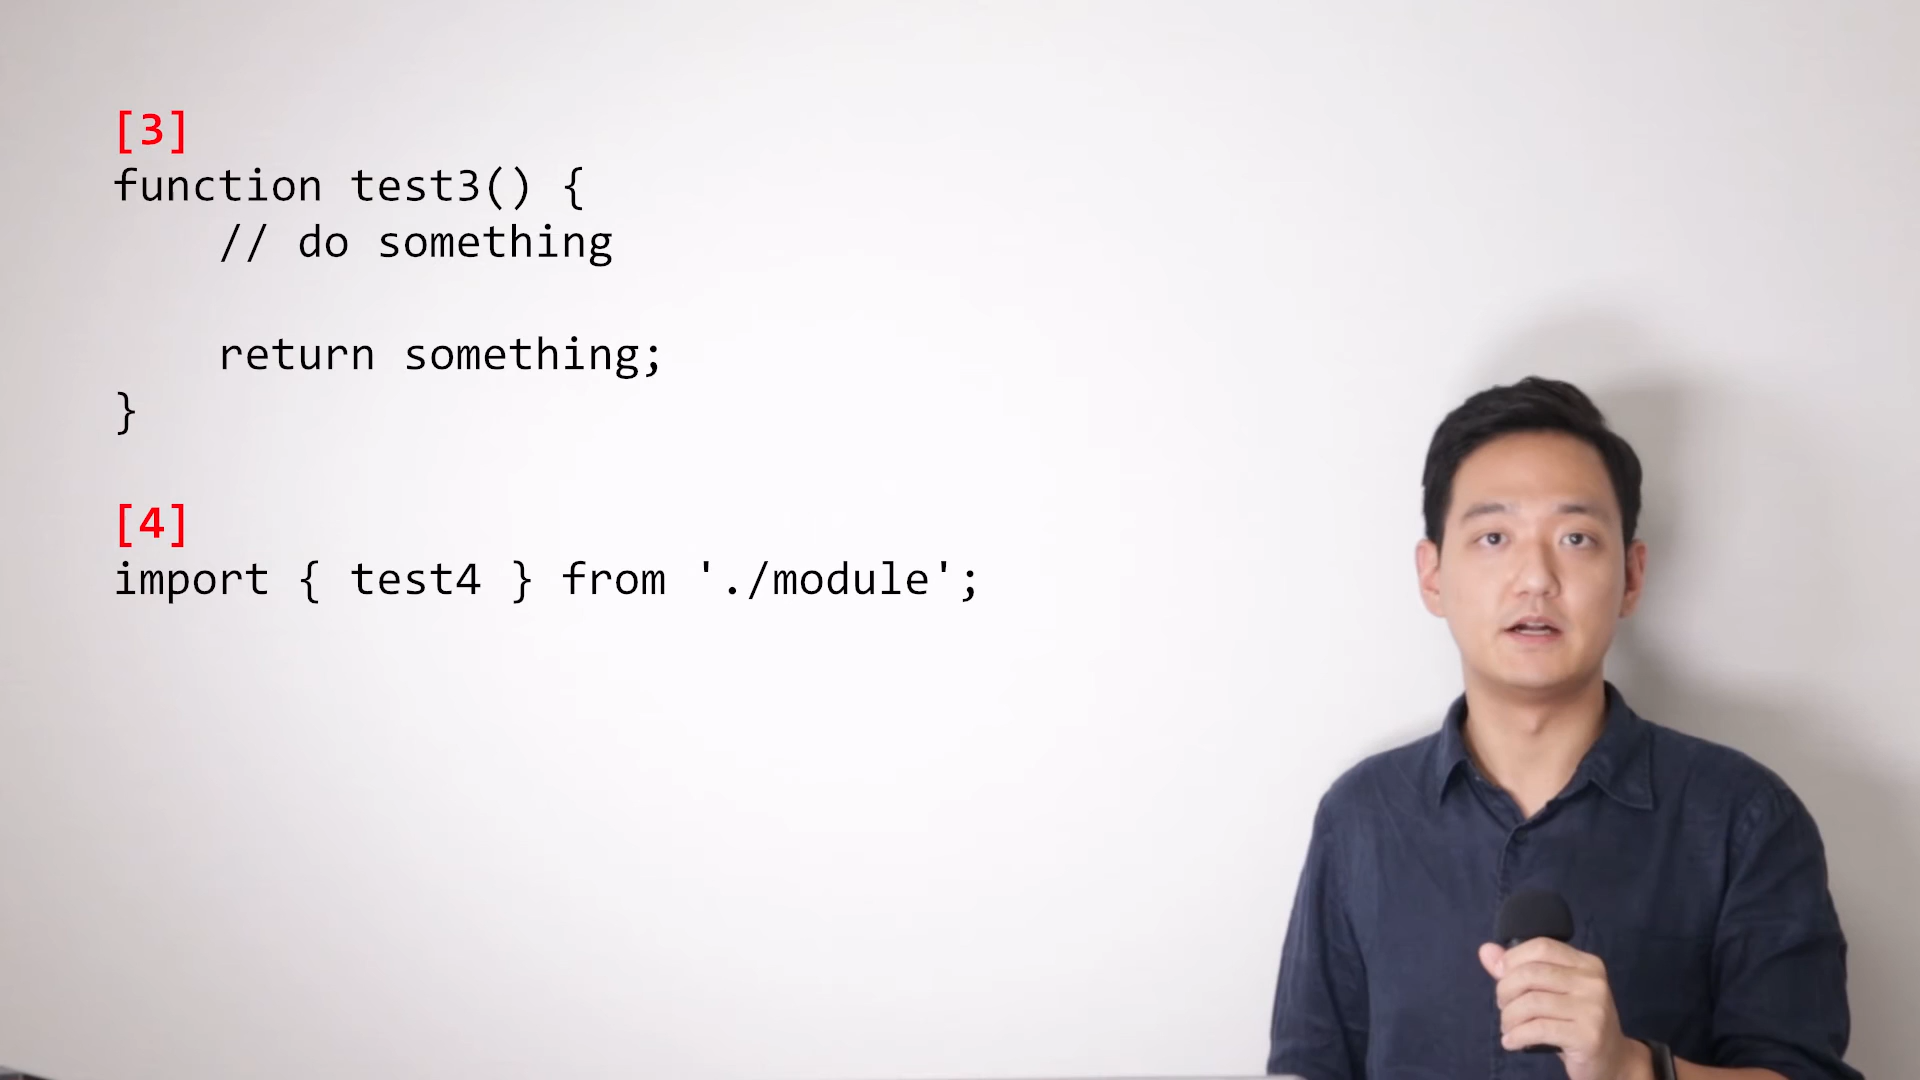 [3]
function test3() {
    // do something
    return something;
}
[4]
import { test4 } from './module';